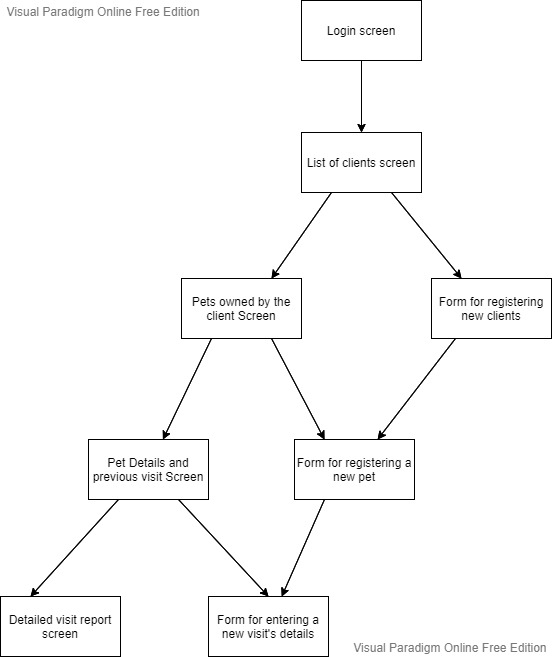 Visual Paradigm Online Free Edition
Login screen
List of clients screen
Pets owned by the
client Screen
Form for registering
new clients
Pet Details and
previous visit Screen
Form for registering a
new pet
Detailed visit report
screen
Form for entering a
new visit's details
Visual Paradigm Online Free Edition